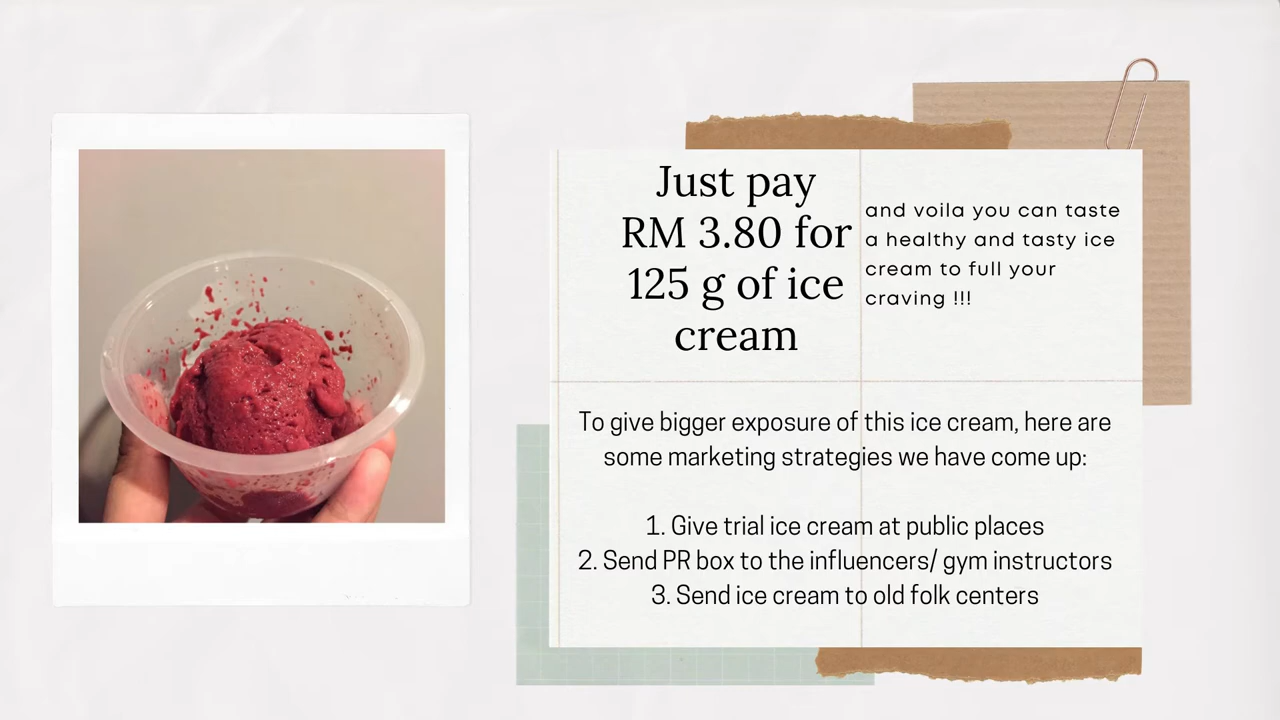 Just pay
RM 3.80 for
125 g of ice
cream
and voila you can taste
a healthy and tasty ice
cream to full your
craving !!!
To give bigger exposure of this ice cream, here are
some marketing strategies we have come up:
1. Give trial ice cream at public places
2. Send PR box to the influencers/ gym instructors
3. Send ice cream to old folk centers